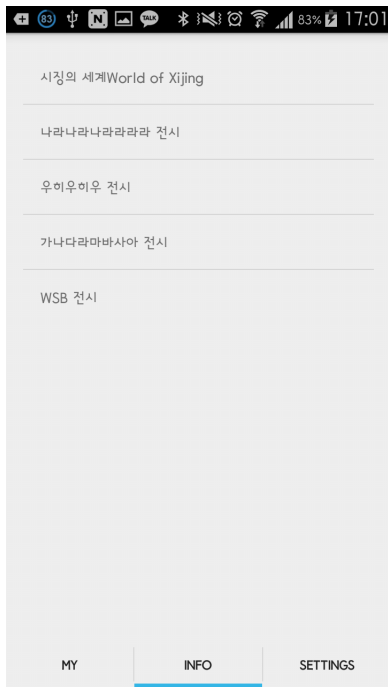 83
N
TALK
83%
17:01
시징의 세계World of Xijing
나라나라나라라라라 전시
우히우히우 전시
가나다라마바사아 전시
WSB 전시
MY
INFO
SETTINGS